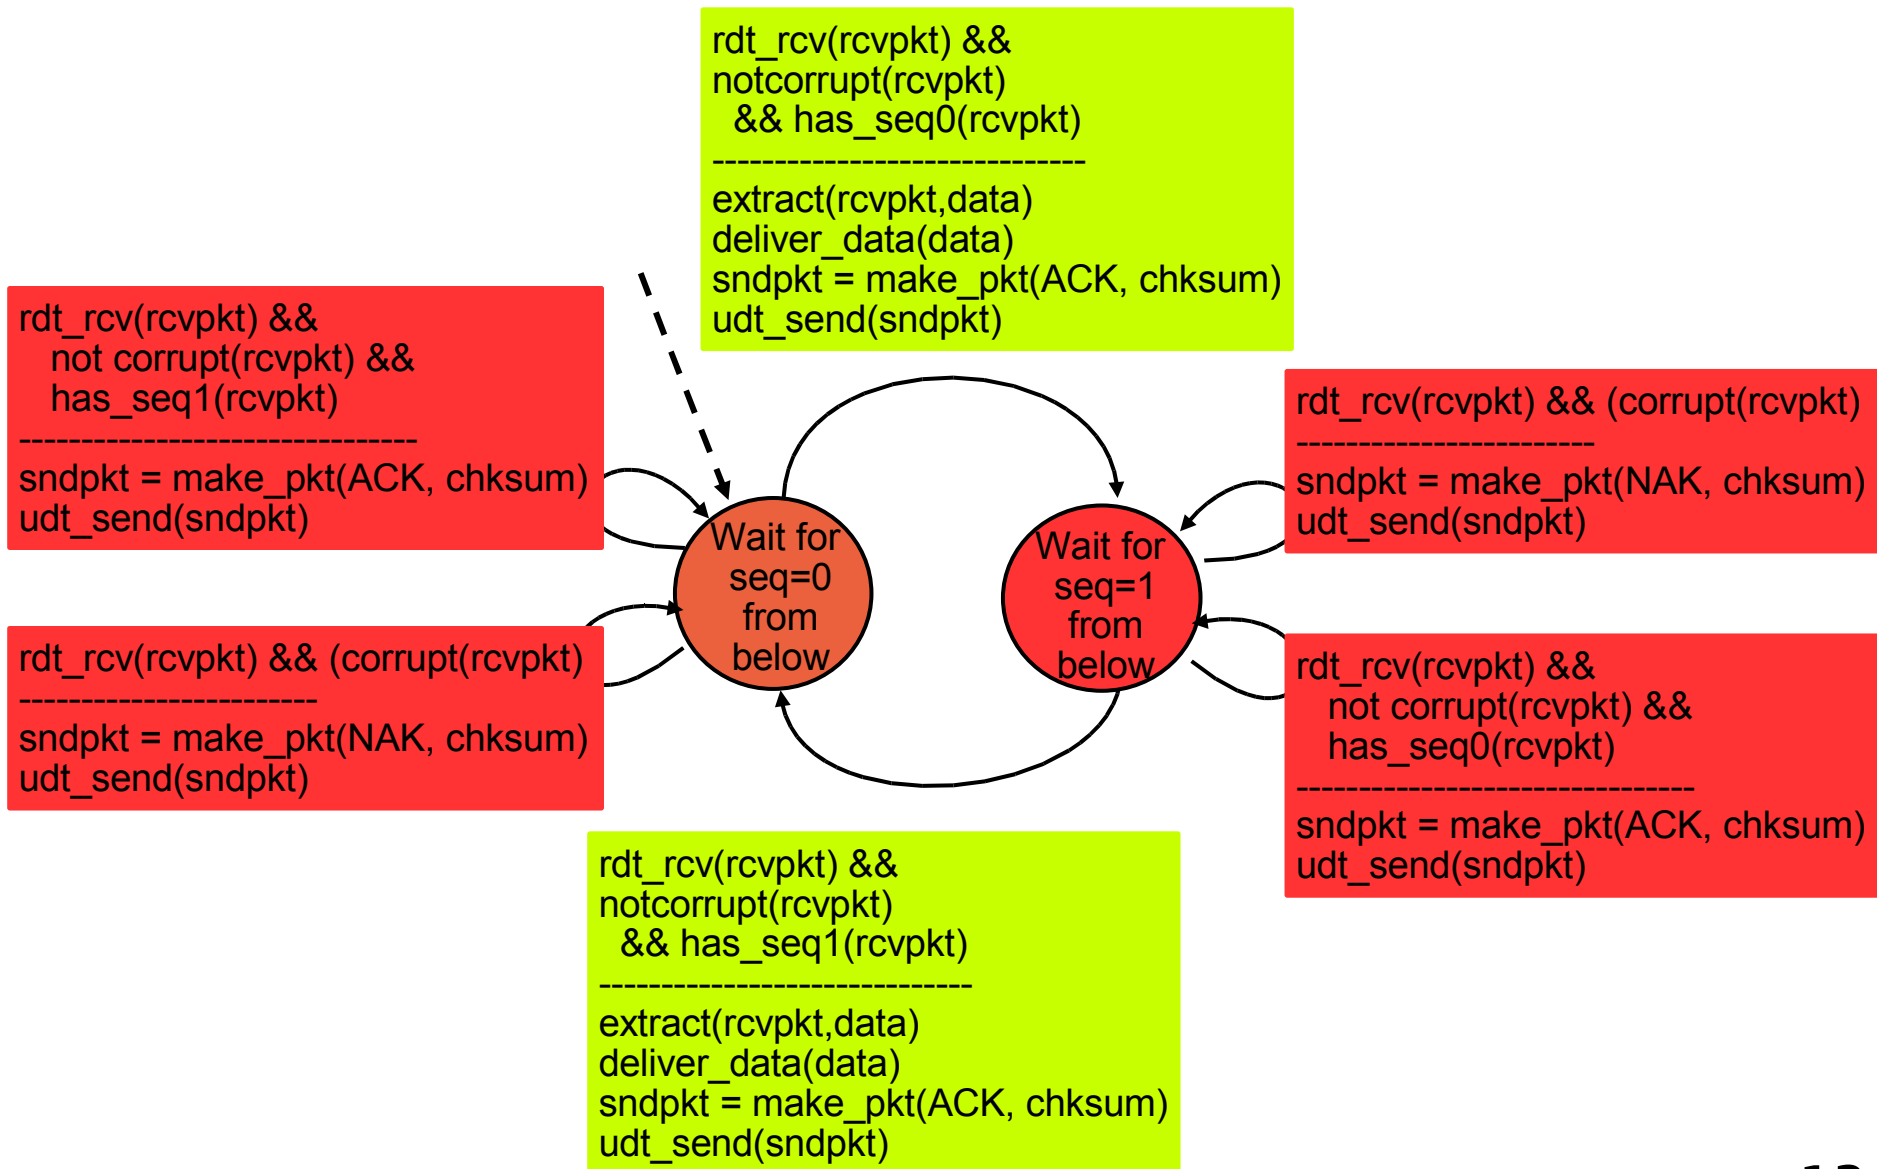 rdt_rcv(rcvpkt) &&
notcorrupt(rcvpkt)
&& has_seq0(rcvpkt)
------------------------------
extract(rcvpkt,data)
deliver_data(data)
sndpkt = make_pkt(ACK, chksum)
udt_send(sndpkt)
rdt_rcv(rcvpkt) &&
not corrupt(rcvpkt) &&
has_seq1(rcvpkt)
--------------------------------
sndpkt = make_pkt(ACK, chksum)
udt_send(sndpkt)
rdt_rcv(rcvpkt) && (corrupt(rcvpkt)
------------------------
sndpkt = make_pkt(NAK, chksum)
udt_send(sndpkt)
Wait for
seq=0
from
below
Wait for
seq=1
from
below
rdt_rcv(rcvpkt) && (corrupt(rcvpkt)
------------------------
sndpkt = make_pkt(NAK, chksum)
udt_send(sndpkt)
rdt_rcv(rcvpkt) &&
not corrupt(rcvpkt) &&
has_seq0(rcvpkt)
--------------------------------
sndpkt = make_pkt(ACK, chksum)
udt_send(sndpkt)
rdt_rcv(rcvpkt) &&
notcorrupt(rcvpkt)
&& has_seq1(rcvpkt)
------------------------------
extract(rcvpkt,data)
deliver_data(data)
sndpkt = make_pkt(ACK, chksum)
udt_send(sndpkt)